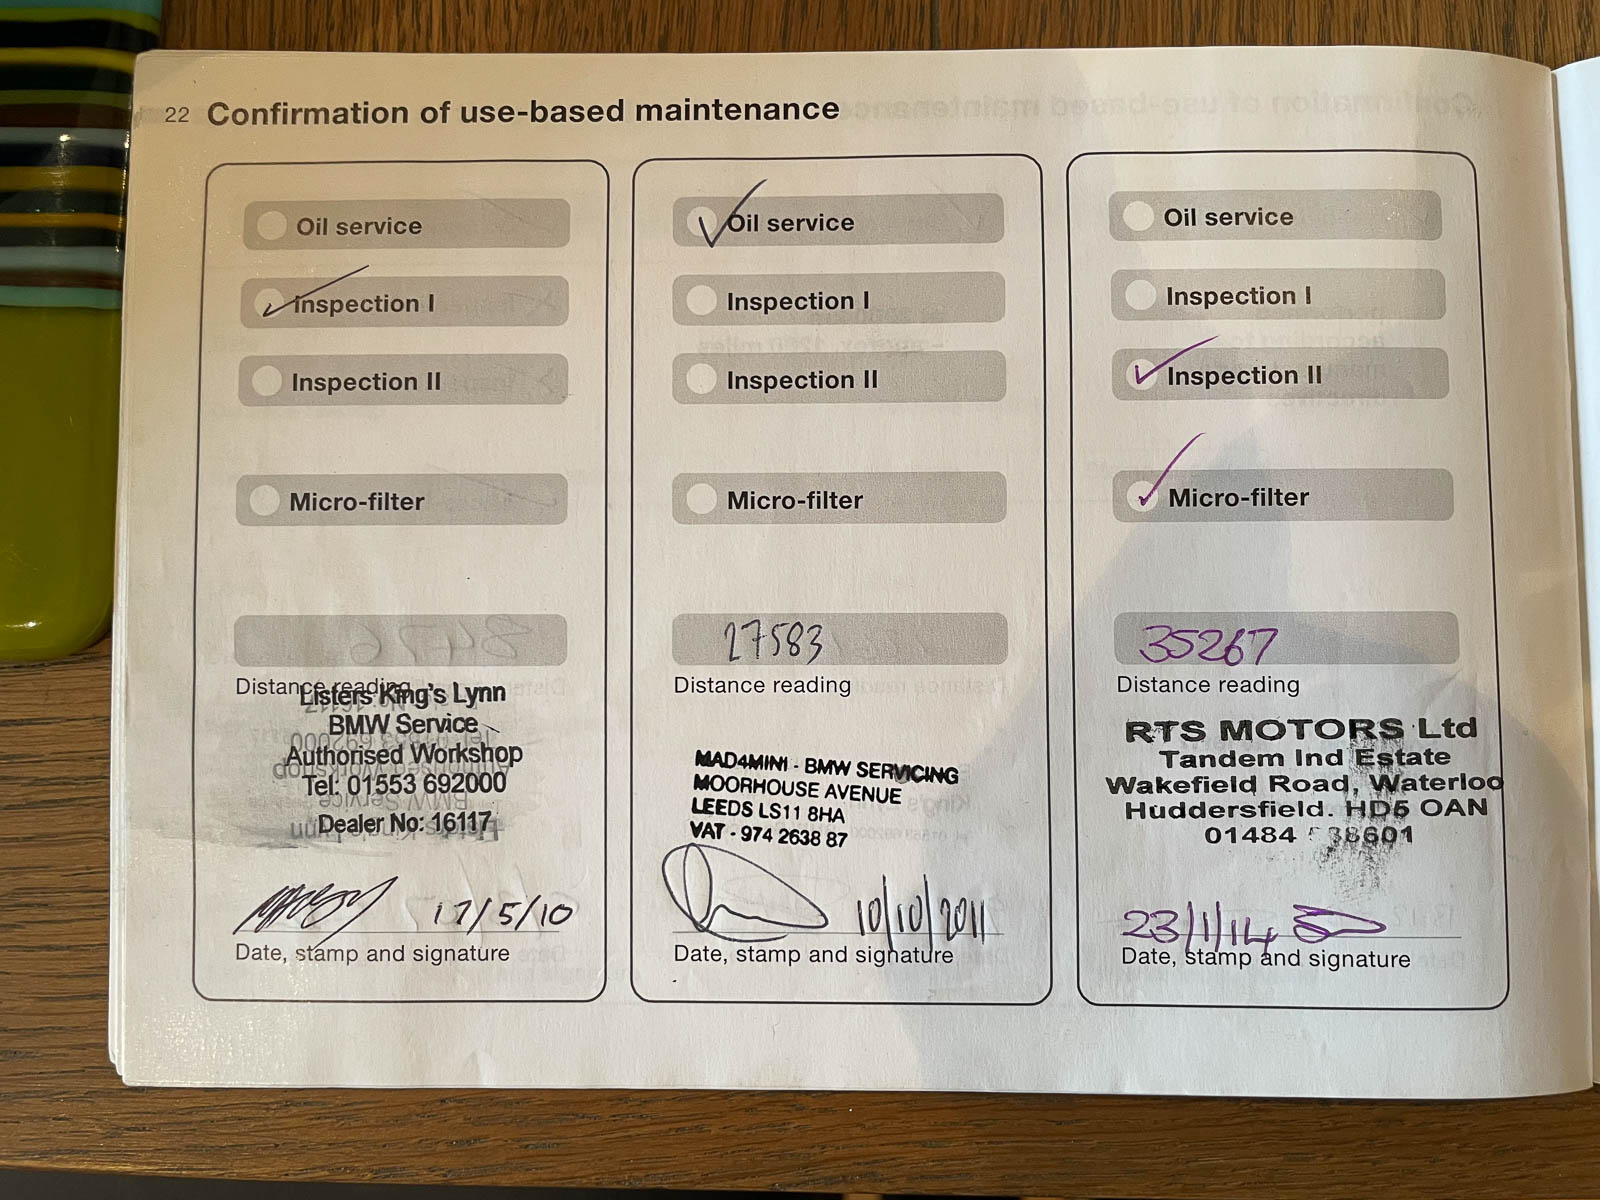 22 Confirmation of use-based maintenance
Oil service
Inspection I
Inspection II
Micro-filter
Distance reading
Listers King's Lynn
BMW Service
Authorised Workshop
Tel: 01553 692000
Dealer No: 16117
17/5/10
Date, stamp and signature
Oil service
Inspection I
Inspection II
Micro-filter
27583
Distance reading
MAD4MINI - BMW SERVICING
MOORHOUSE AVENUE
LEEDS LS11 8HA
VAT - 974 2638 87
10/10/2011
Date, stamp and signature
Oil service
Inspection I
Inspection II
Micro-filter
35267
Distance reading
RTS MOTORS Ltd
Tandem Ind Estate
Wakefield Road, Waterloo
Huddersfield. HD5 OAN
01484
23/1/14
Date, stamp and signature